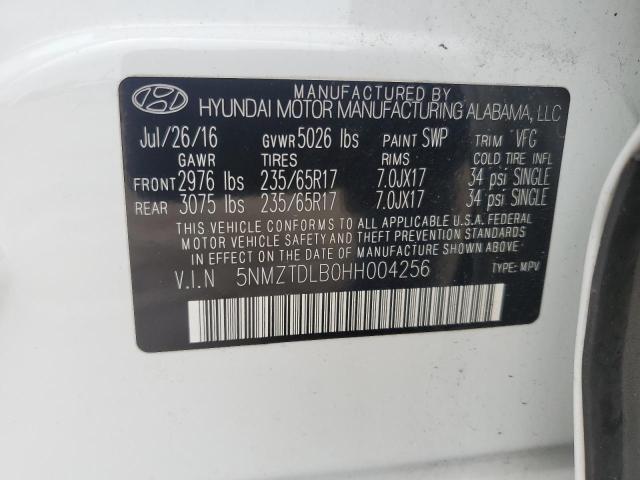 MANUFACTURED BY
HYUNDAI MOTOR MANUFACTURING ALABAMA, LLC
Jul/26/16 GVWR 5026 lbs PAINT SWP TRIM VFG
GAWR TIRES RIMS COLD TIRE INFL
FRONT 2976 lbs 235/65R17 7.0JX17 34 psi SINGLE
REAR 3075 lbs 235/65R17 7.0JX17 34 psi SINGLE
THIS VEHICLE CONFORMS TO ALL APPLICABLE U.S.A. FEDERAL
MOTOR VEHICLE SAFETY STANDARDS
IN EFFECT ON THE DATE OF MANUFACTURE SHOWN ABOVE
V.I.N 5NMZTDLB0HH004256 TYPE: MPV